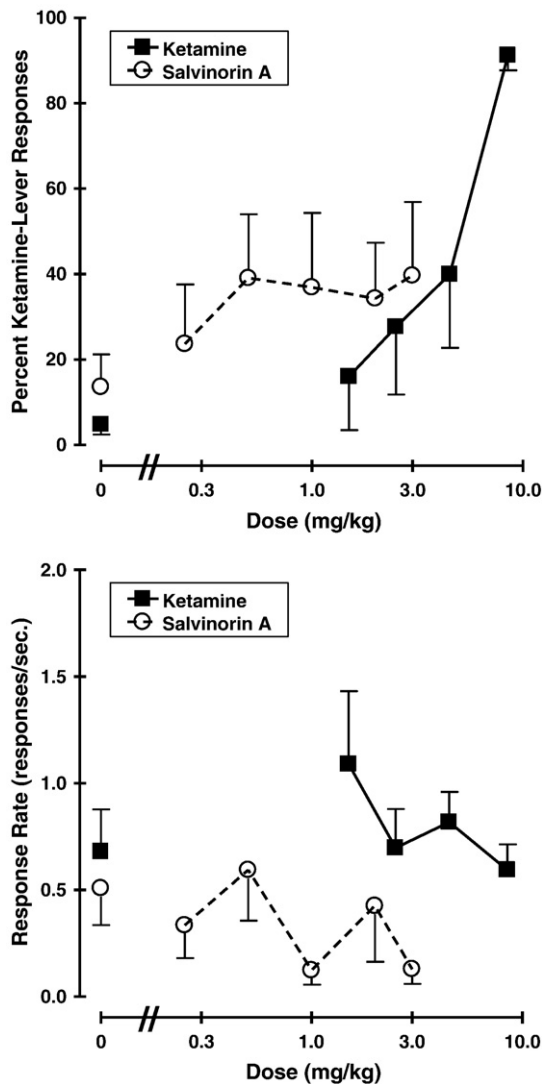 100
80
60
40
20
0
Percent Ketamine-Lever Responses
Ketamine
Salvinorin A
0 0.3 1.0 3.0 10.0
Dose (mg/kg)
2.0
1.5
1.0
0.5
0.0
Response Rate (responses/sec.)
Ketamine
Salvinorin A
0 0.3 1.0 3.0 10.0
Dose (mg/kg)